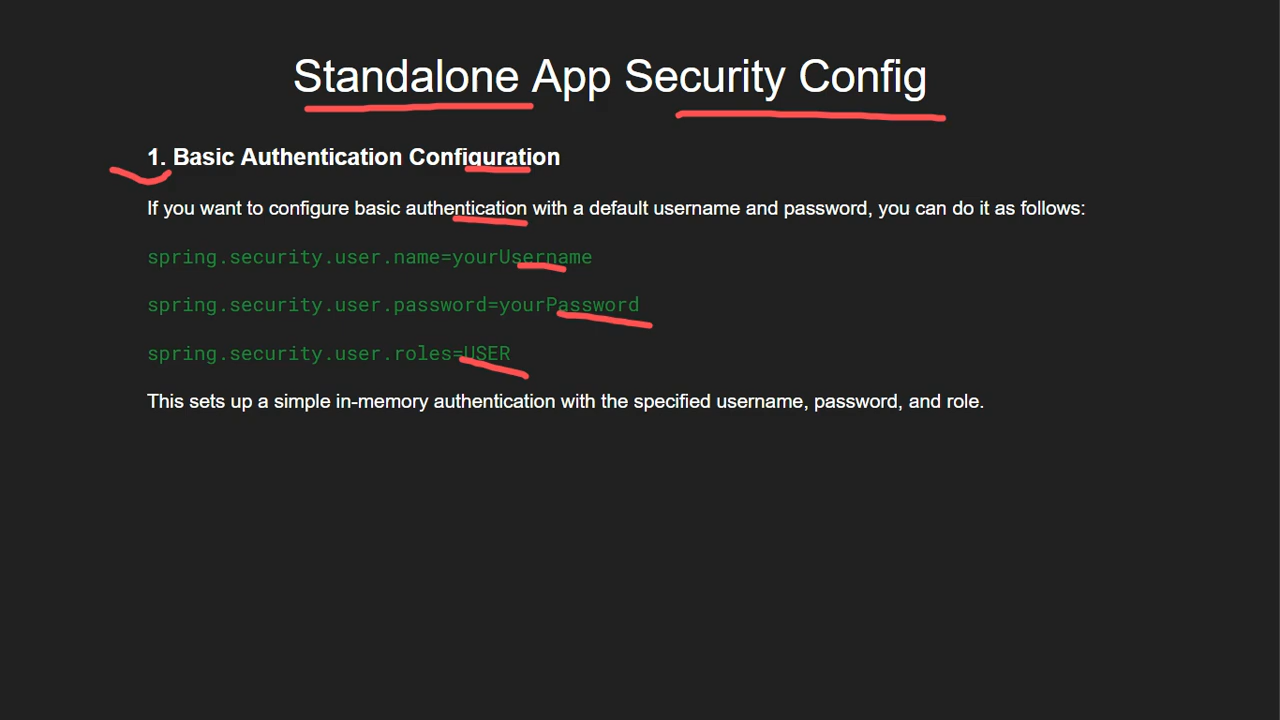 Standalone App Security Config
1. Basic Authentication Configuration
If you want to configure basic authentication with a default username and password, you can do it as follows:
spring.security.user.name=yourUsername
spring.security.user.password=yourPassword
spring.security.user.roles=USER
This sets up a simple in-memory authentication with the specified username, password, and role.